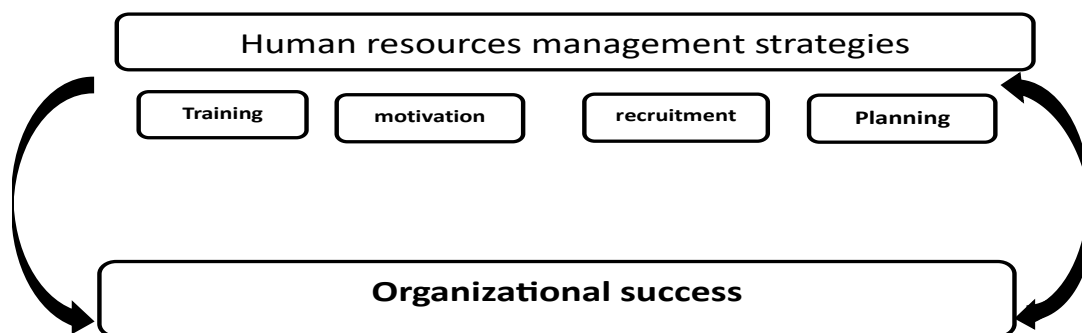 Human resources management strategies
Training
motivation
recruitment
Planning
Organizational success